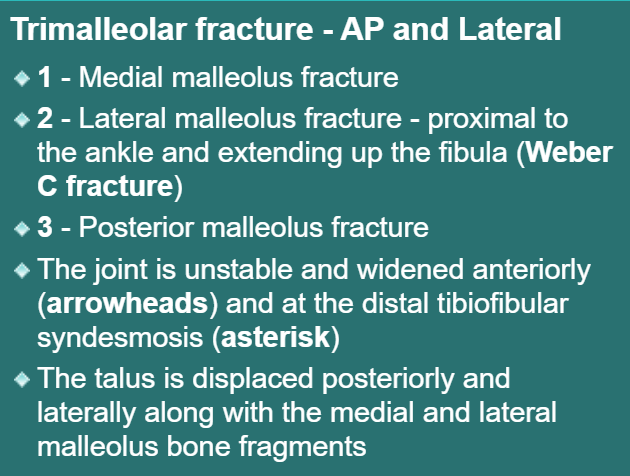 Trimalleolar fracture - AP and Lateral
1 - Medial malleolus fracture
2 - Lateral malleolus fracture - proximal to
the ankle and extending up the fibula (Weber
C fracture)
3 - Posterior malleolus fracture
The joint is unstable and widened anteriorly
(arrowheads) and at the distal tibiofibular
syndesmosis (asterisk)
The talus is displaced posteriorly and
laterally along with the medial and lateral
malleolus bone fragments